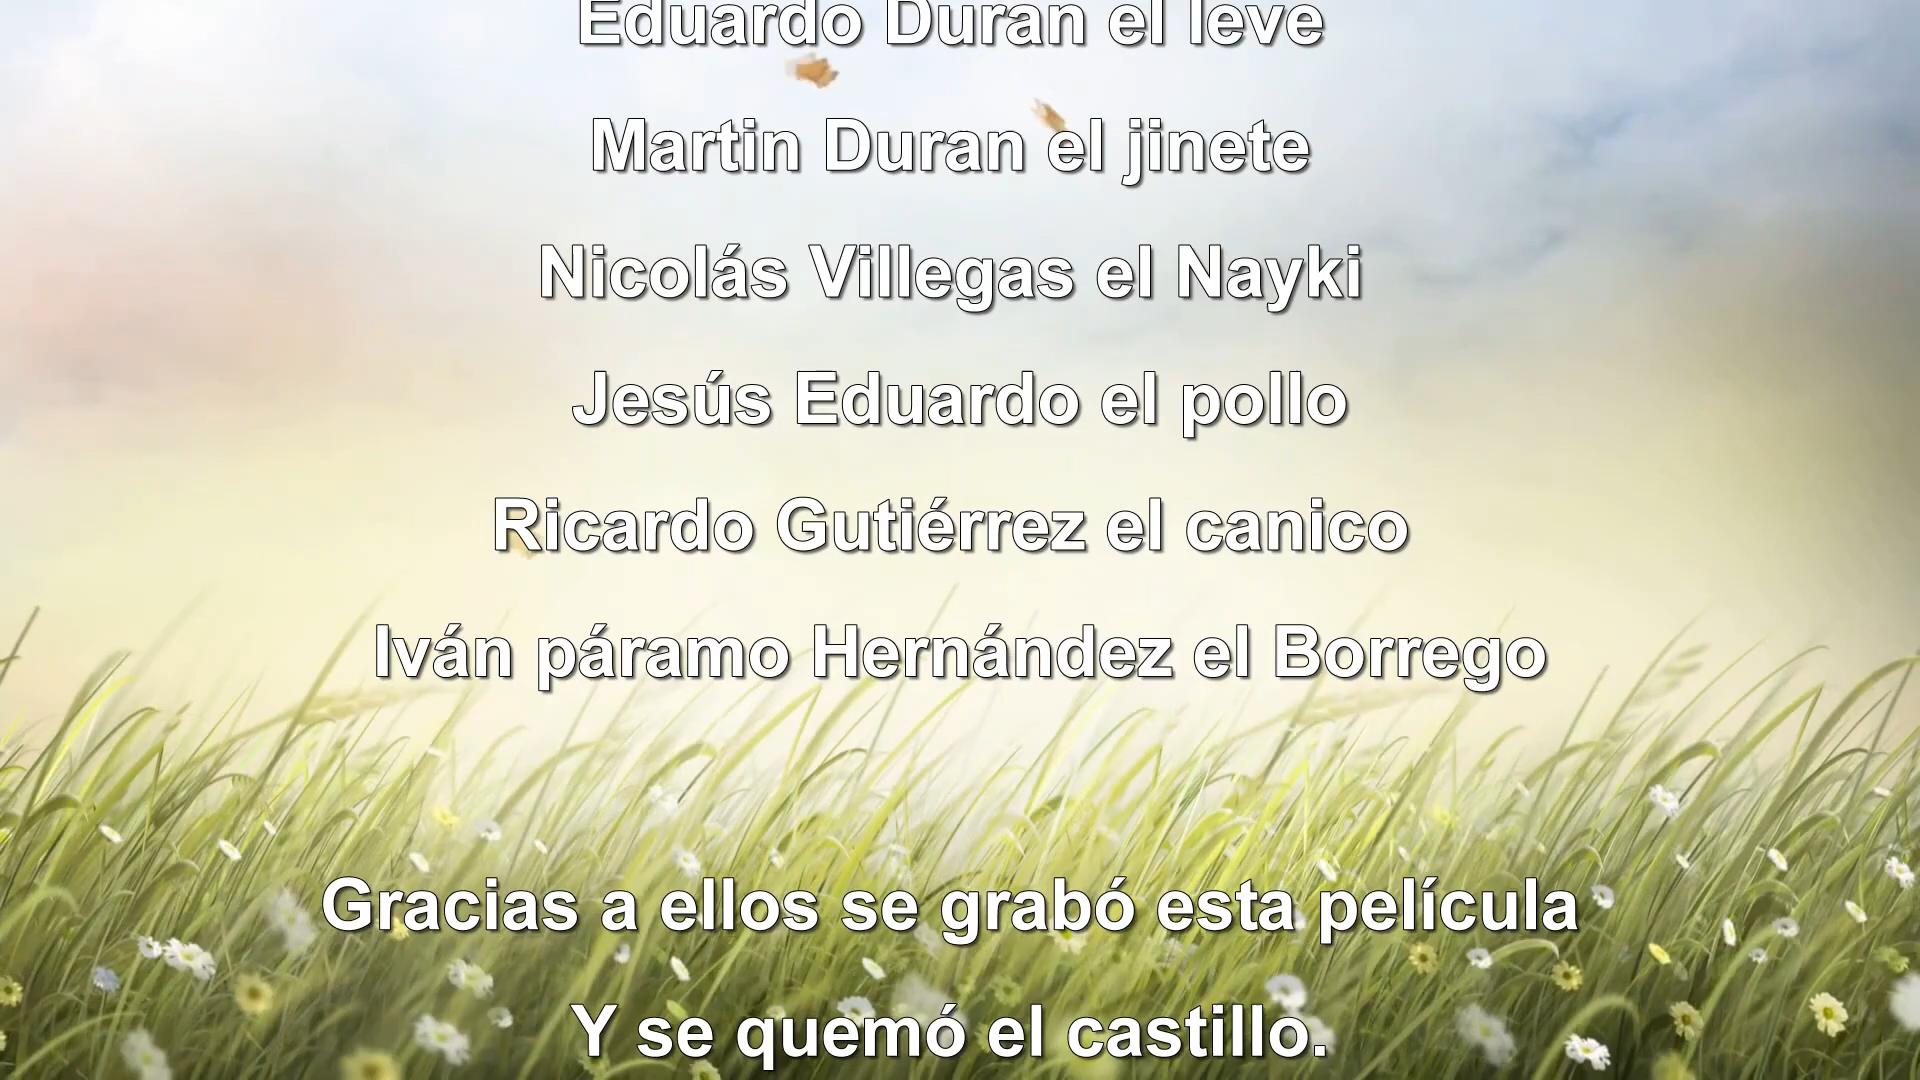 Eduardo Duran el leve
Martin Duran el jinete
Nicolás Villegas el Nayki
Jesús Eduardo el pollo
Ricardo Gutiérrez el canico
Iván páramo Hernández el Borrego
Gracias a ellos se grabó esta película
Y se quemó el castillo.